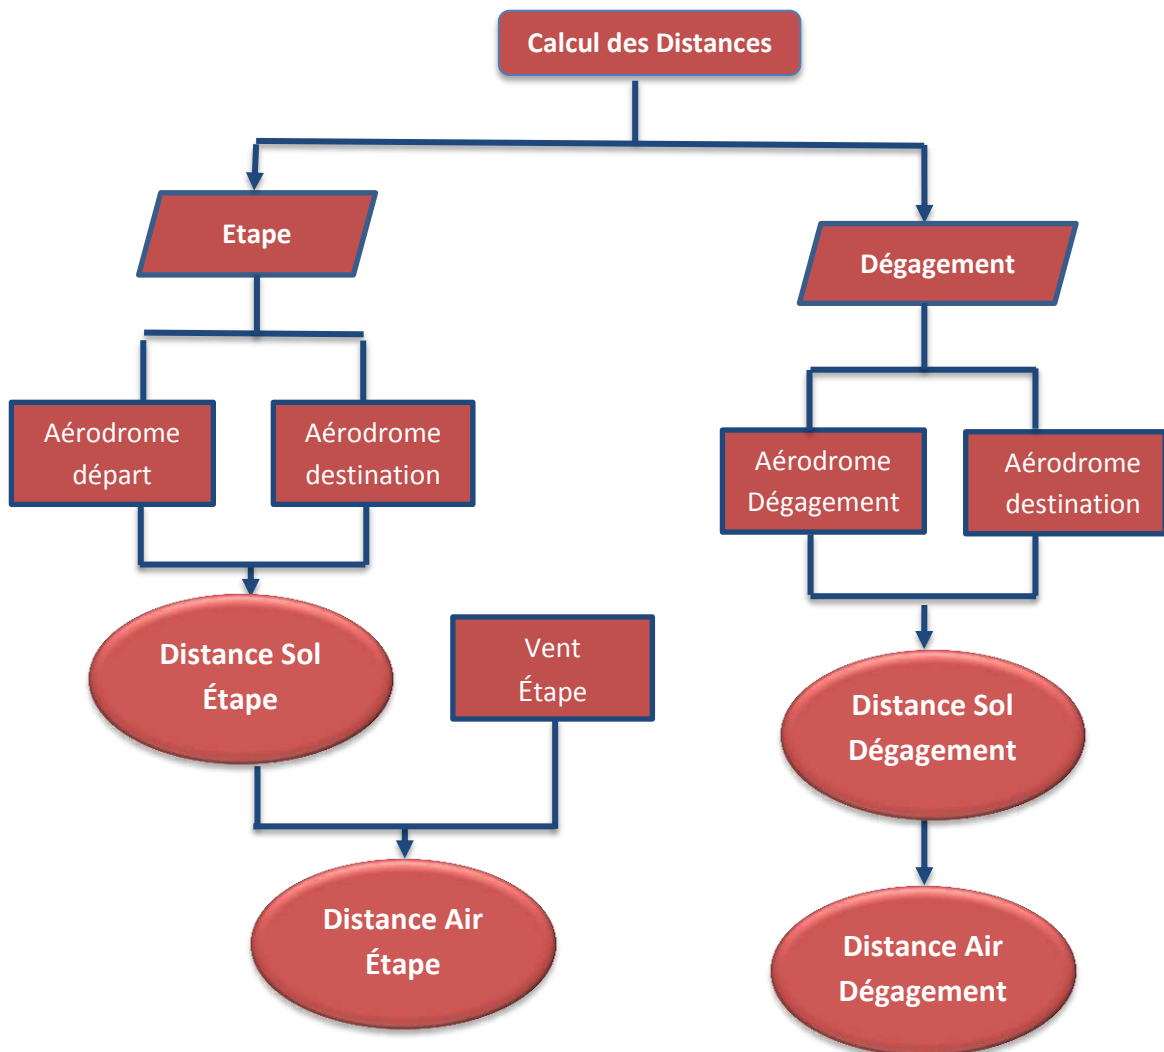 Calcul des Distances
Etape
Dégagement
Aérodrome
départ
Aérodrome
destination
Aérodrome
Dégagement
Aérodrome
destination
Distance Sol
Étape
Vent
Étape
Distance Sol
Dégagement
Distance Air
Étape
Distance Air
Dégagement